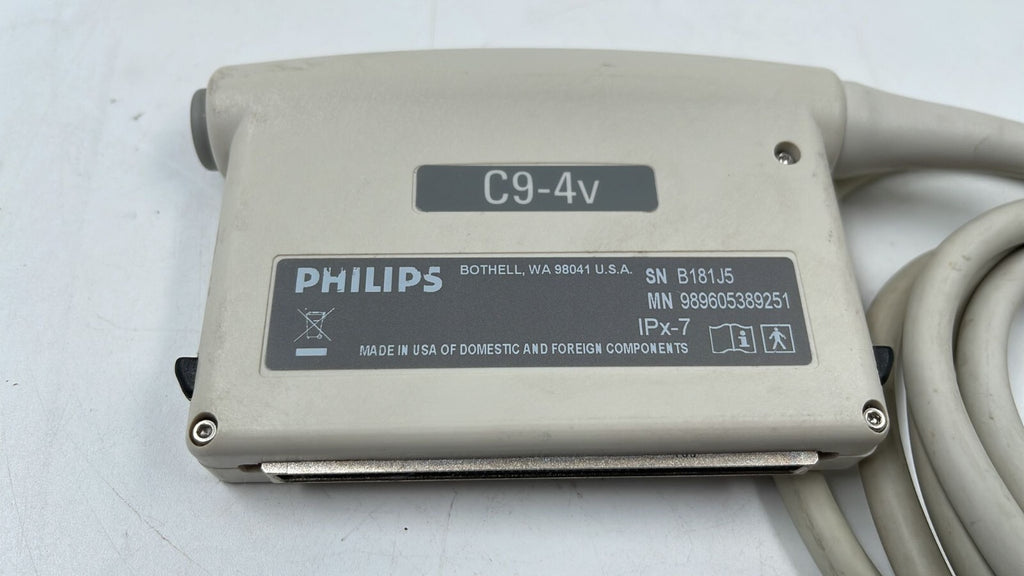 C9-4v
PHILIPS
BOTHELL, WA 98041 U.S.A.
SN B181J5
MN 989605389251
IPx-7
MADE IN USA OF DOMESTIC AND FOREIGN COMPONENTS